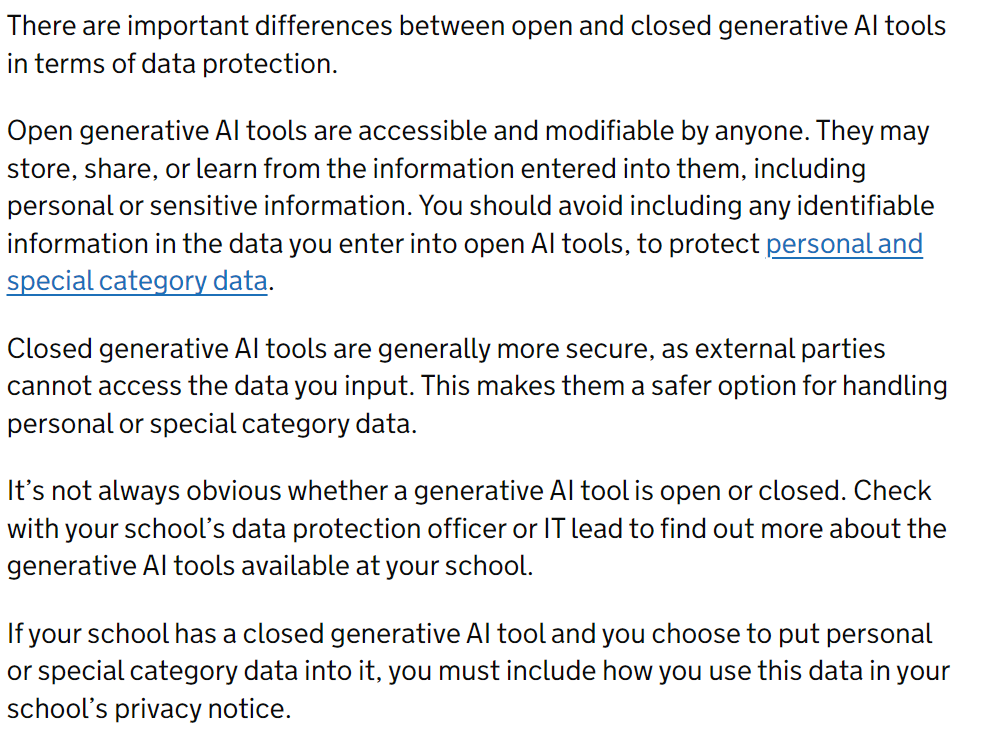 There are important differences between open and closed generative AI tools
in terms of data protection.
Open generative AI tools are accessible and modifiable by anyone. They may
store, share, or learn from the information entered into them, including
personal or sensitive information. You should avoid including any identifiable
information in the data you enter into open AI tools, to protect personal and
special category data.
Closed generative AI tools are generally more secure, as external parties
cannot access the data you input. This makes them a safer option for handling
personal or special category data.
It’s not always obvious whether a generative AI tool is open or closed. Check
with your school’s data protection officer or IT lead to find out more about the
generative AI tools available at your school.
If your school has a closed generative AI tool and you choose to put personal
or special category data into it, you must include how you use this data in your
school’s privacy notice.